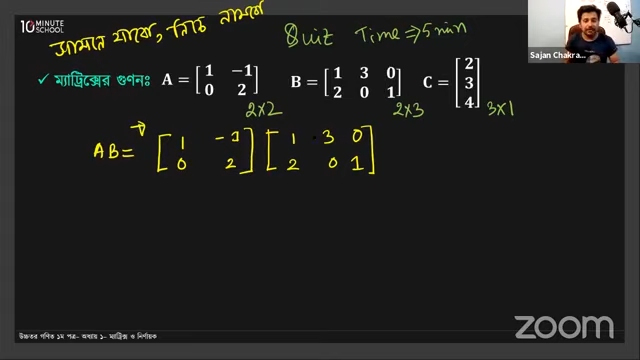 10 MINUTE SCHOOL
সামনে যাবো, নিচে নামবো
Quiz Time ⇒ 5 min
Sajan Chakra...
✓ ম্যাট্রিক্সের গুণনঃ A = [1 −1; 0 2] B = [1 3 0; 2 0 1] C = [2; 3; 4]
2×2 2×3 3×1
AB = [1 −1; 0 2] [1 3 0; 2 0 1]
উচ্চতর গণিত ১ম পত্র- অধ্যায় ১- ম্যাট্রিক্স ও নির্ণায়ক
zoom